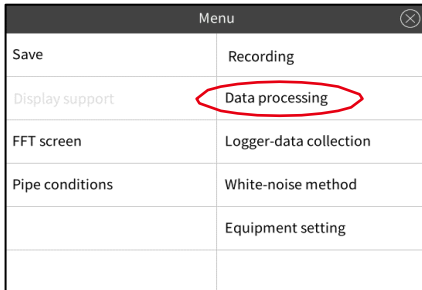 Menu
Save
Recording
Display support
Data processing
FFT screen
Logger-data collection
Pipe conditions
White-noise method
Equipment setting